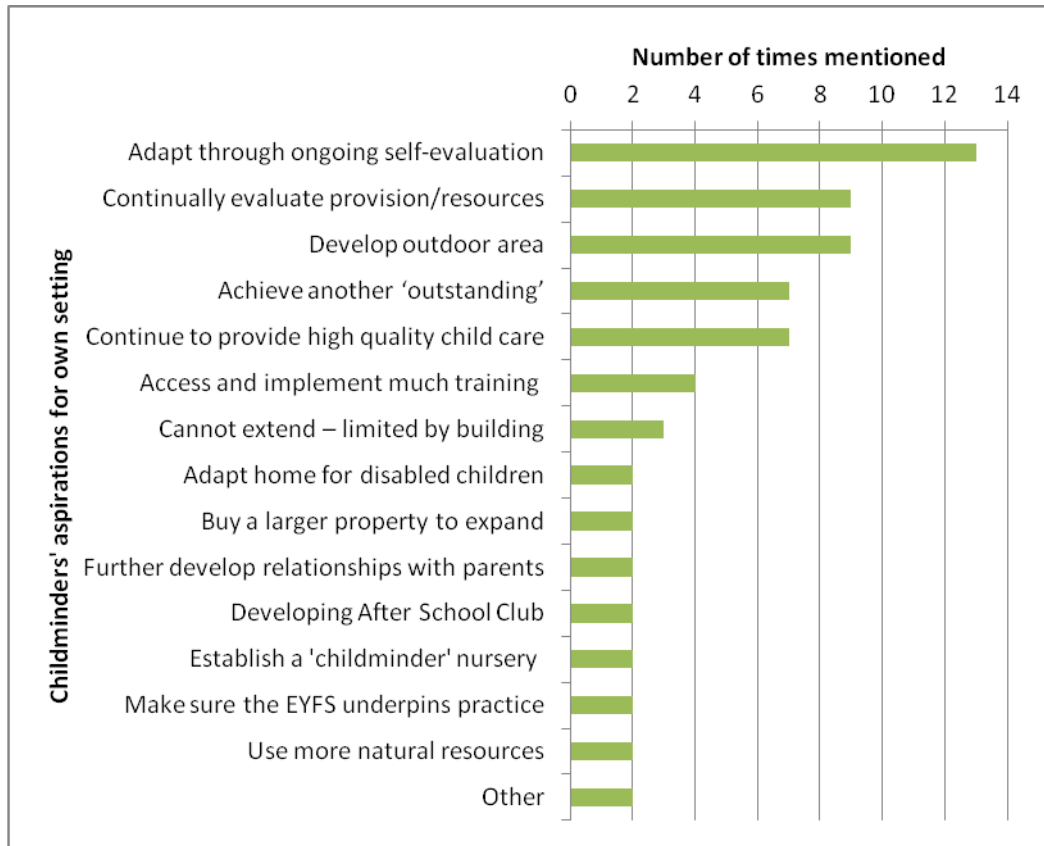 Number of times mentioned
0 2 4 6 8 10 12 14
Childminders' aspirations for own setting
Adapt through ongoing self-evaluation
Continually evaluate provision/resources
Develop outdoor area
Achieve another ‘outstanding’
Continue to provide high quality child care
Access and implement much training
Cannot extend – limited by building
Adapt home for disabled children
Buy a larger property to expand
Further develop relationships with parents
Developing After School Club
Establish a 'childminder' nursery
Make sure the EYFS underpins practice
Use more natural resources
Other